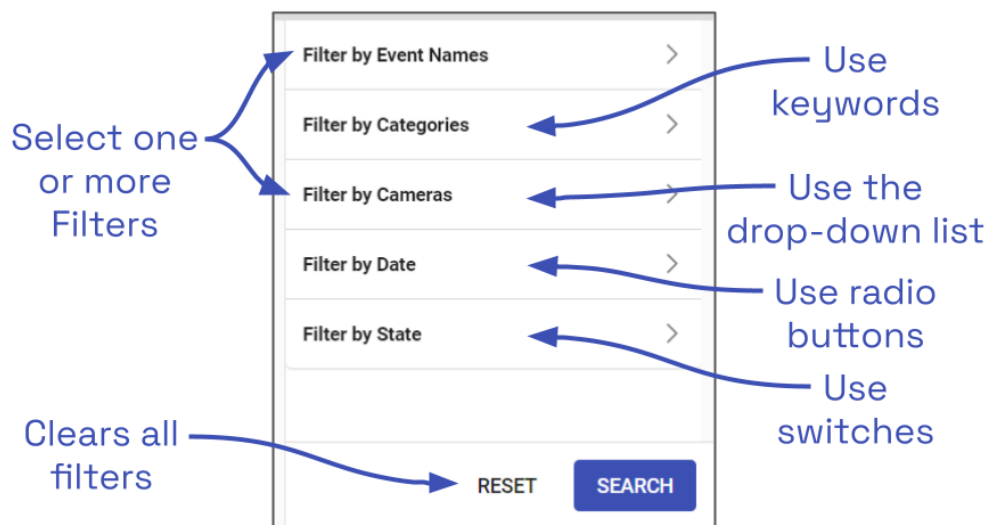 Filter by Event Names
Filter by Categories
Filter by Cameras
Filter by Date
Filter by State
RESET
SEARCH
Select one
or more
Filters
Clears all
filters
Use
keywords
Use the
drop-down list
Use radio
buttons
Use
switches